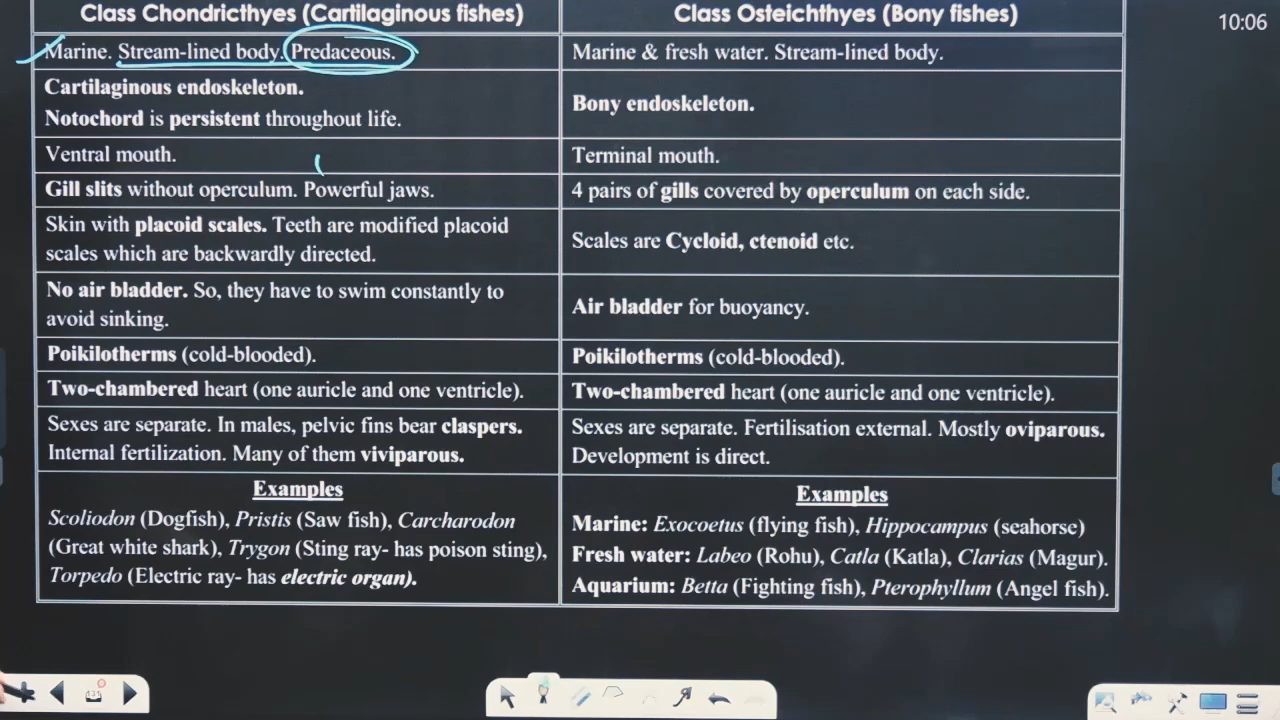 Class Chondricthyes (Cartilaginous fishes)
Class Osteichthyes (Bony fishes)
10:06
Marine. Stream-lined body. Predaceous.
Marine & fresh water. Stream-lined body.
Cartilaginous endoskeleton.
Notochord is persistent throughout life.
Bony endoskeleton.
Ventral mouth.
Terminal mouth.
Gill slits without operculum. Powerful jaws.
4 pairs of gills covered by operculum on each side.
Skin with placoid scales. Teeth are modified placoid
scales which are backwardly directed.
Scales are Cycloid, ctenoid etc.
No air bladder. So, they have to swim constantly to
avoid sinking.
Air bladder for buoyancy.
Poikilotherms (cold-blooded).
Poikilotherms (cold-blooded).
Two-chambered heart (one auricle and one ventricle).
Two-chambered heart (one auricle and one ventricle).
Sexes are separate. In males, pelvic fins bear claspers.
Internal fertilization. Many of them viviparous.
Sexes are separate. Fertilisation external. Mostly oviparous.
Development is direct.
Examples
Scoliodon (Dogfish), Pristis (Saw fish), Carcharodon
(Great white shark), Trygon (Sting ray- has poison sting),
Torpedo (Electric ray- has electric organ).
Examples
Marine: Exocoetus (flying fish), Hippocampus (seahorse)
Fresh water: Labeo (Rohu), Catla (Katla), Clarias (Magur).
Aquarium: Betta (Fighting fish), Pterophyllum (Angel fish).